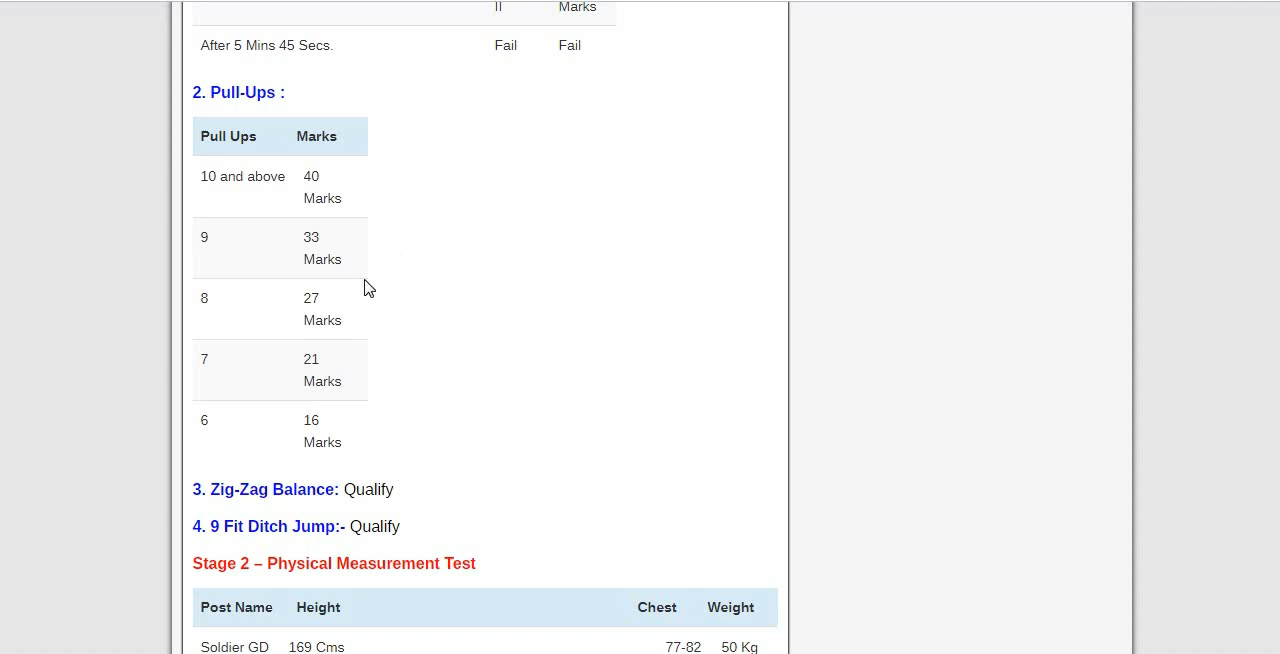 II Marks
After 5 Mins 45 Secs. Fail Fail
2. Pull-Ups :
Pull Ups Marks
10 and above 40
Marks
9 33
Marks
8 27
Marks
7 21
Marks
6 16
Marks
3. Zig-Zag Balance: Qualify
4. 9 Fit Ditch Jump:- Qualify
Stage 2 – Physical Measurement Test
Post Name Height Chest Weight
Soldier GD 169 Cms 77-82 50 Kg